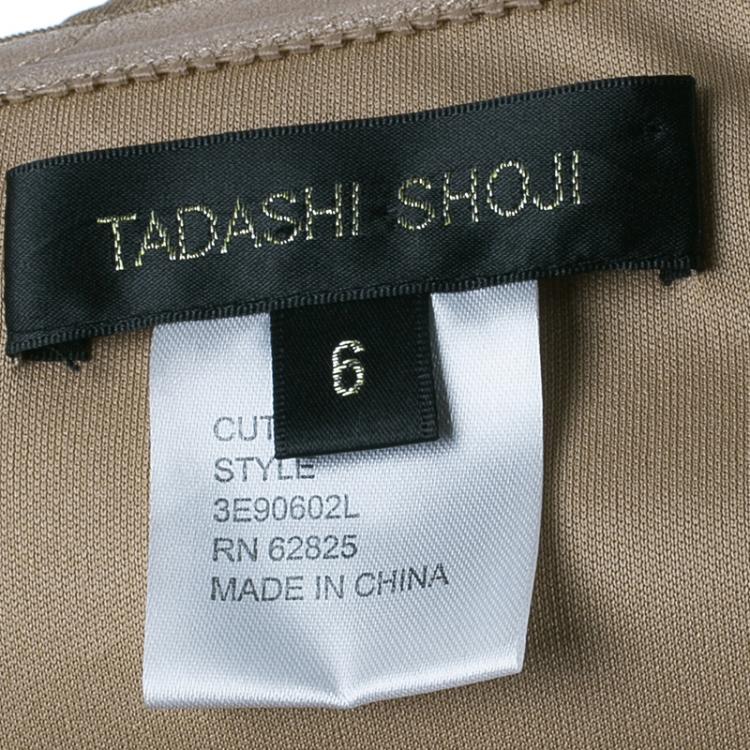 TADASHI SHOJI
6
CUT
STYLE
3E90602L
RN 62825
MADE IN CHINA